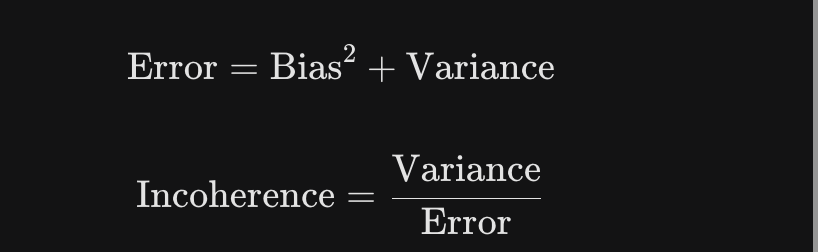 Error = Bias² + Variance
Incoherence = Variance / Error